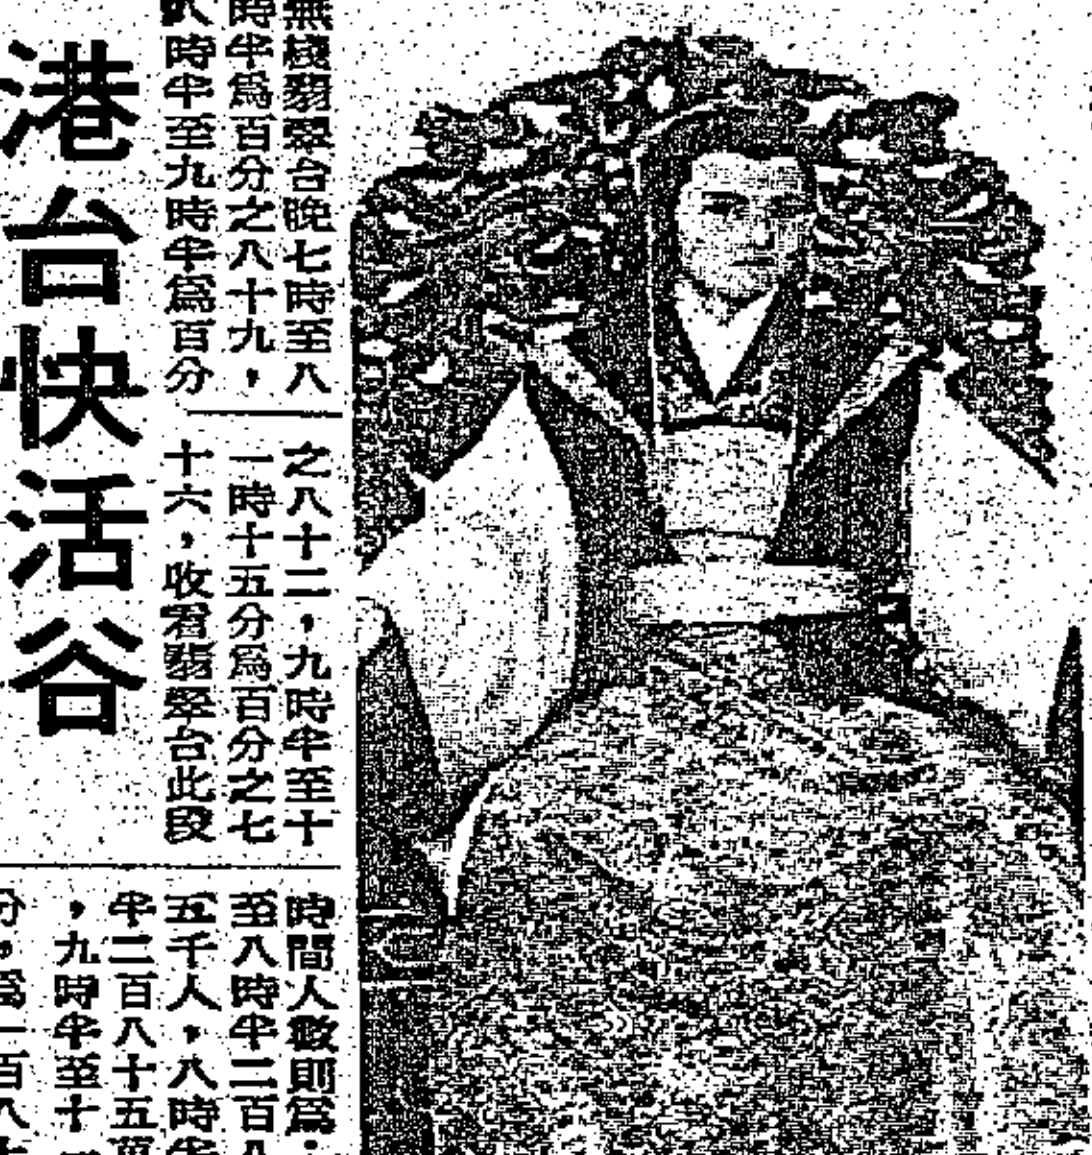 港台快活谷
無綫翡翠台晚七時至八
時半爲百分之八十九，
八時半至九時半爲百分
之八十二，九時半至十
一時十五分爲百分之七
十六，收看翡翠台此段
時間人數則爲：
至八時半二百八
五千人，八時半
半二百八十五萬
，九時半至十
分，爲一百八十